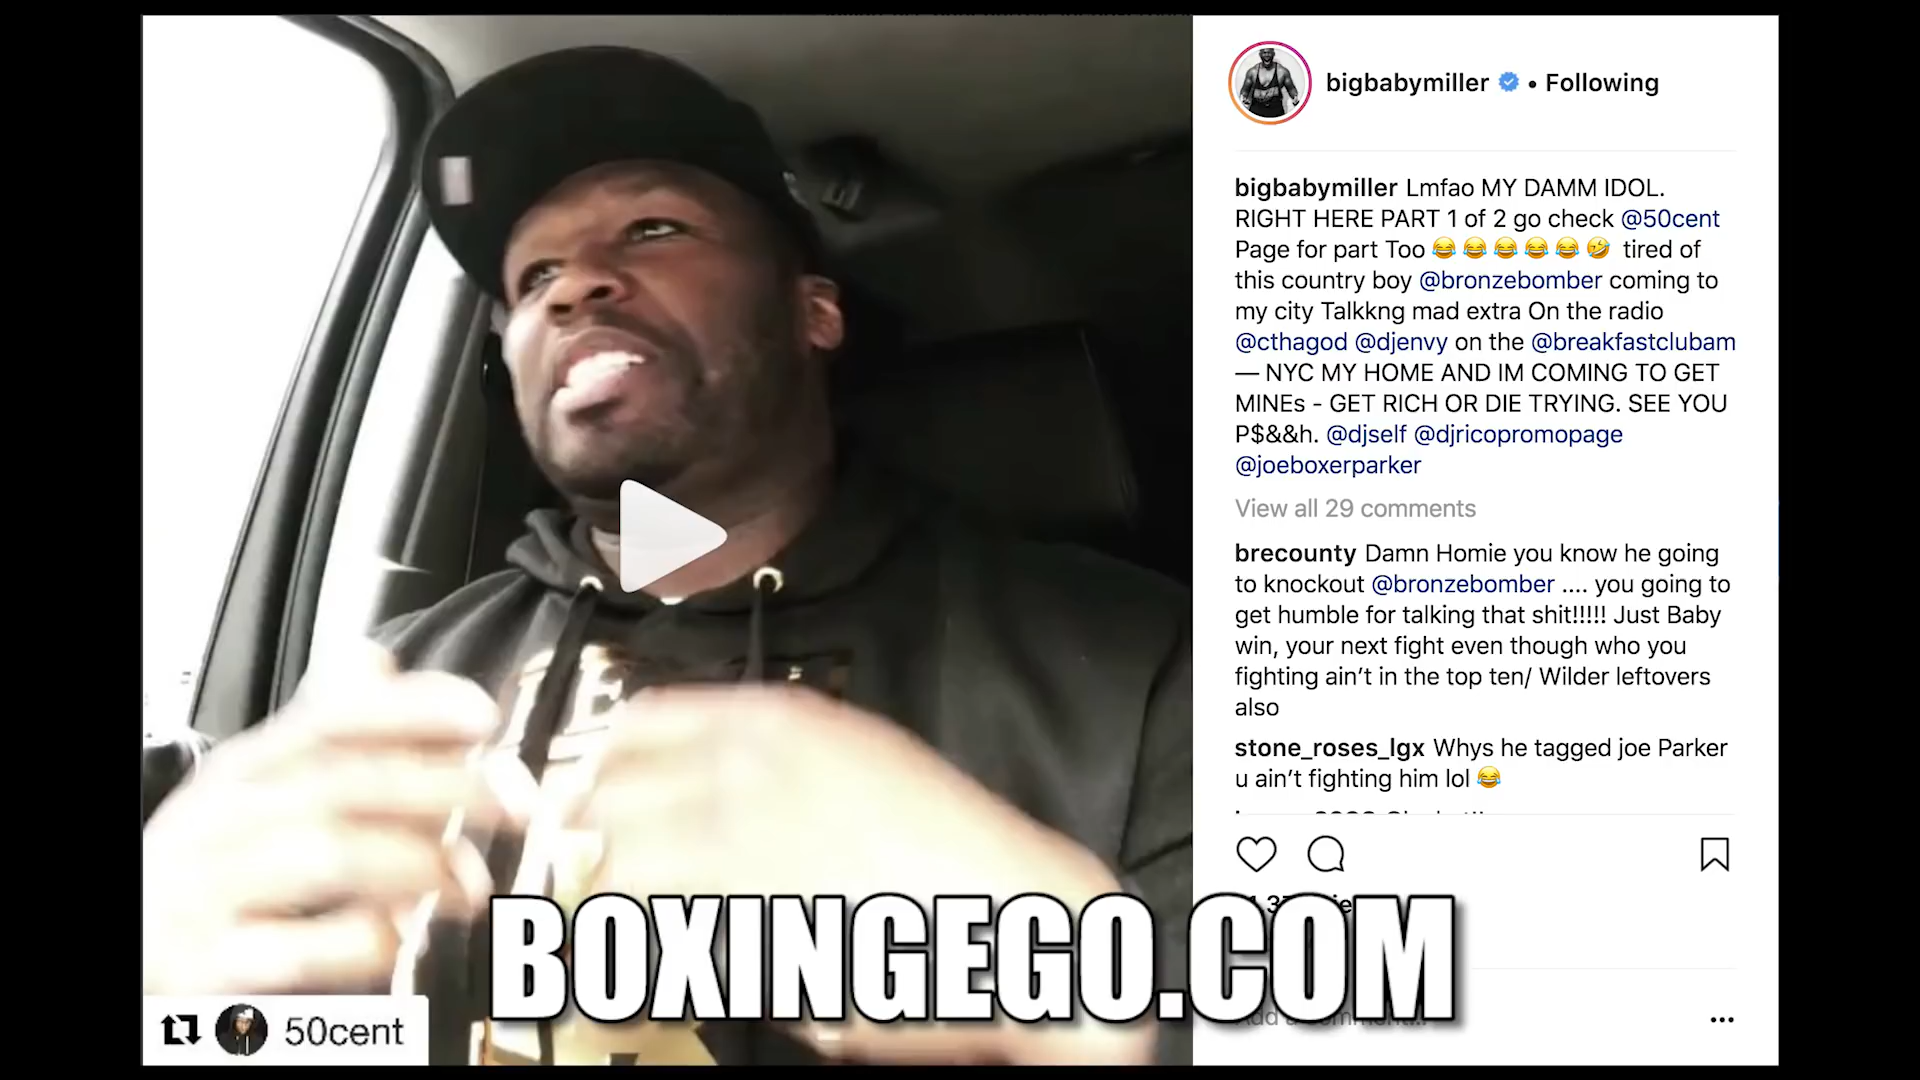 bigbabymiller • Following
bigbabymiller Lmfao MY DAMM IDOL.
RIGHT HERE PART 1 of 2 go check @50cent
Page for part Too 😂 😂 😂 😂 😂 🤣 tired of
this country boy @bronzebomber coming to
my city Talkkng mad extra On the radio
@cthagod @djenvy on the @breakfastclubam
— NYC MY HOME AND IM COMING TO GET
MINEs - GET RICH OR DIE TRYING. SEE YOU
P$&&h. @djself @djricopromopage
@joeboxerparker
View all 29 comments
brecounty Damn Homie you know he going
to knockout @bronzebomber .... you going to
get humble for talking that shit!!!!! Just Baby
win, your next fight even though who you
fighting ain't in the top ten/ Wilder leftovers
also
stone_roses_lgx Whys he tagged joe Parker
u ain't fighting him lol 😂
BOXINGEGO.COM
50cent